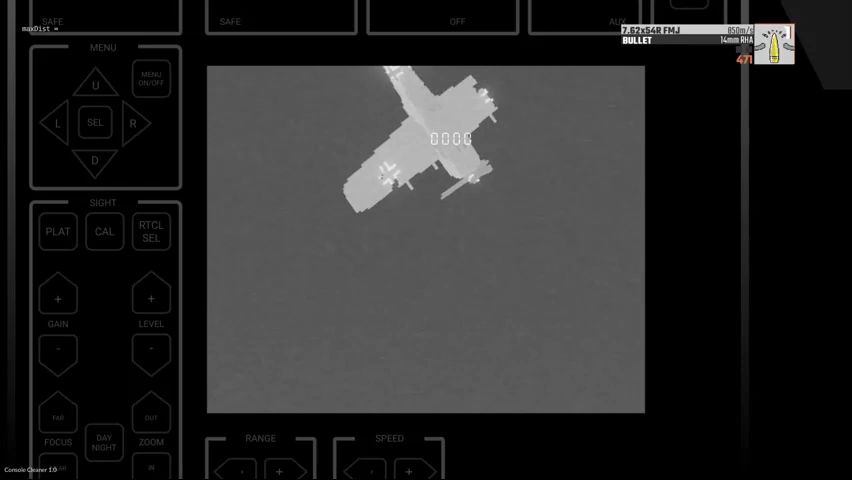 SAFE
SAFE
OFF
AUX
maxDist =
7.62x54R FMJ 850m/s
BULLET 14mm RHA
471
MENU
MENU
ON/OFF
U
L
SEL
R
D
0000
SIGHT
PLAT
CAL
RTCL
SEL
+
+
GAIN
LEVEL
-
-
FAR
OUT
FOCUS
DAY
NIGHT
ZOOM
IN
RANGE
SPEED
-
+
-
+
Console Cleaner 1.0